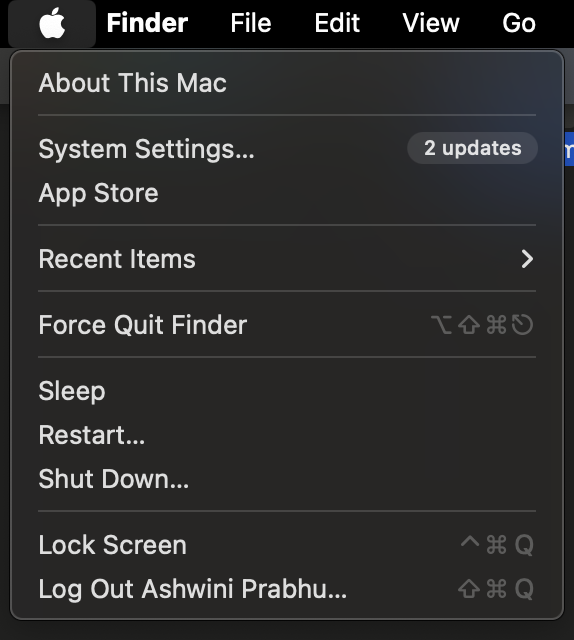 Finder File Edit View Go
About This Mac
System Settings... 2 updates
App Store
Recent Items >
Force Quit Finder ⌥⇧⌘⎋
Sleep
Restart...
Shut Down...
Lock Screen ^⌘Q
Log Out Ashwini Prabhu... ⇧⌘Q